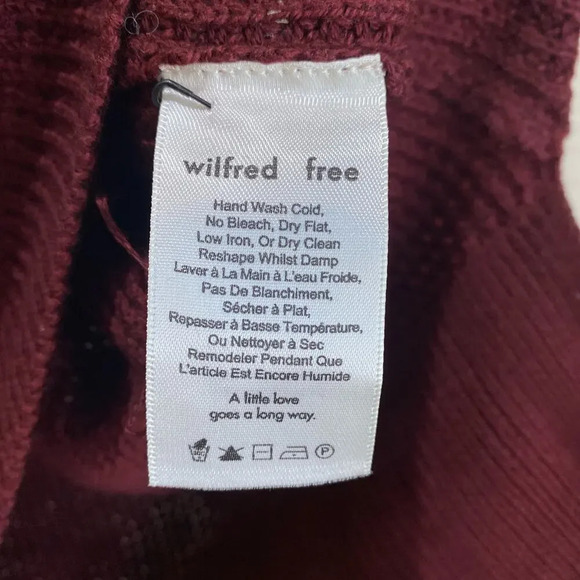 wilfred free
Hand Wash Cold,
No Bleach, Dry Flat,
Low Iron, Or Dry Clean
Reshape Whilst Damp
Laver à La Main à L'eau Froide,
Pas De Blanchiment,
Sécher à Plat,
Repasser à Basse Température,
Ou Nettoyer à Sec
Remodeler Pendant Que
L'article Est Encore Humide
A little love
goes a long way.
P